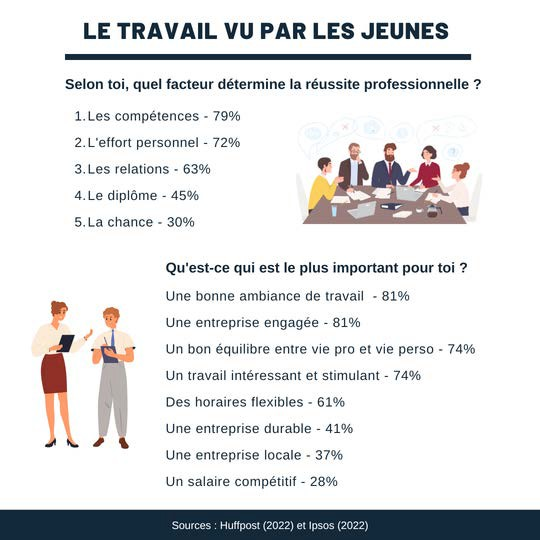 LE TRAVAIL VU PAR LES JEUNES
Selon toi, quel facteur détermine la réussite professionnelle ?
1. Les compétences - 79%
2. L'effort personnel - 72%
3. Les relations - 63%
4. Le diplôme - 45%
5. La chance - 30%
Qu'est-ce qui est le plus important pour toi ?
Une bonne ambiance de travail - 81%
Une entreprise engagée - 81%
Un bon équilibre entre vie pro et vie perso - 74%
Un travail intéressant et stimulant - 74%
Des horaires flexibles - 61%
Une entreprise durable - 41%
Une entreprise locale - 37%
Un salaire compétitif - 28%
Sources : Huffpost (2022) et Ipsos (2022)